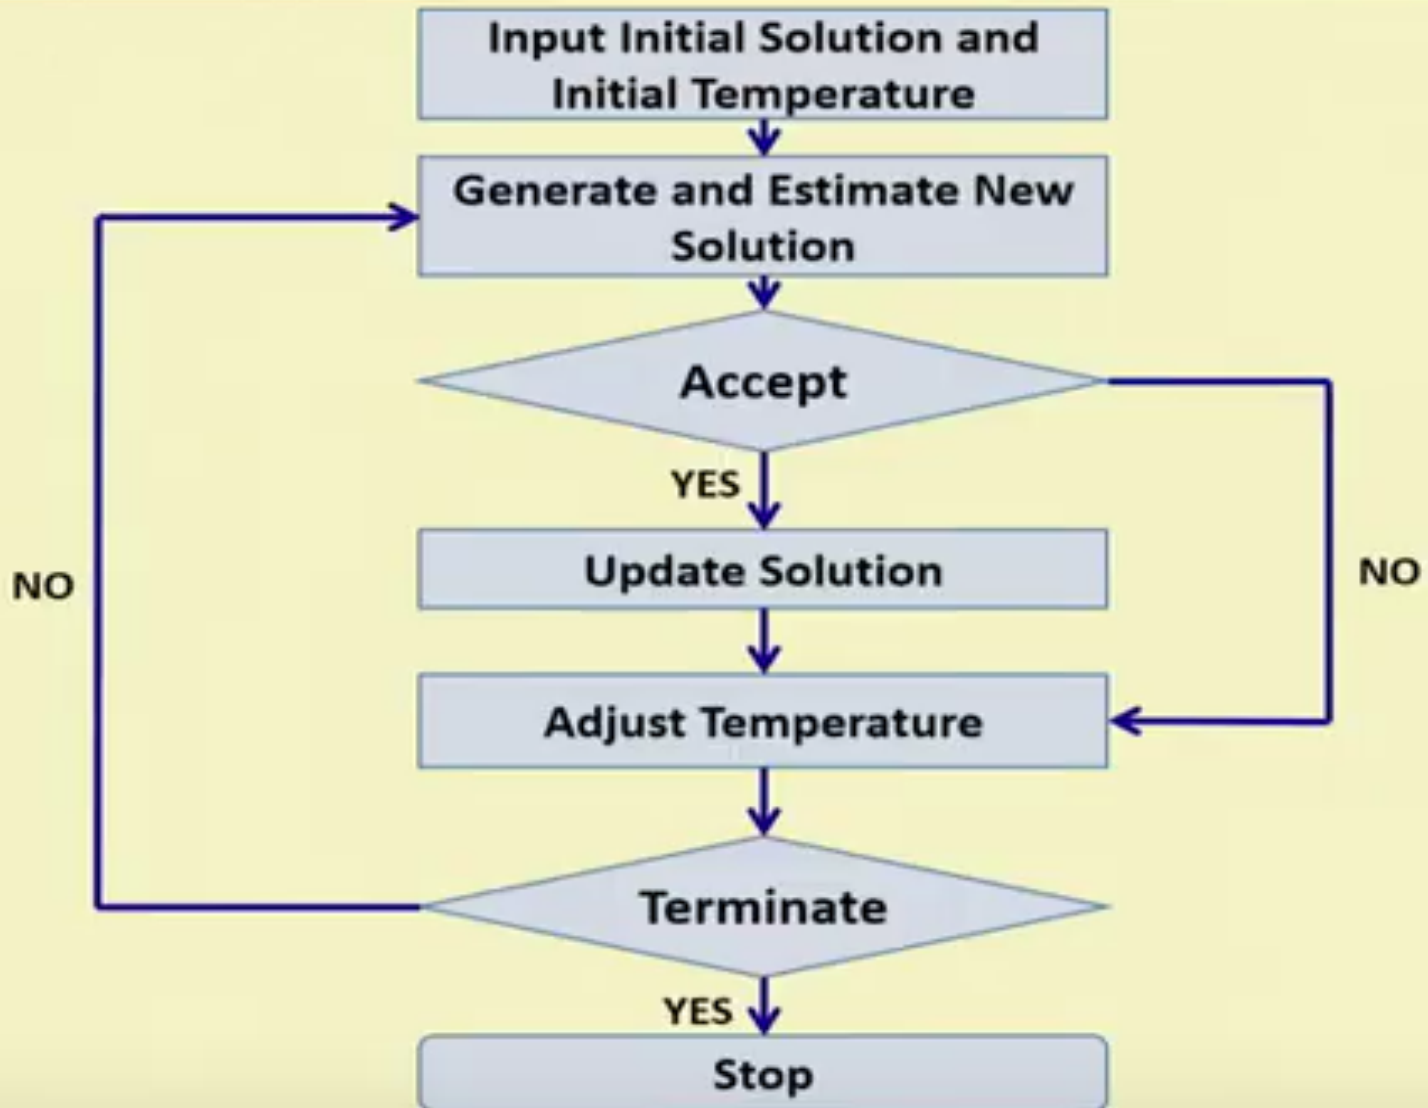 Input Initial Solution and
Initial Temperature
Generate and Estimate New
Solution
Accept
YES
Update Solution
NO
NO
Adjust Temperature
Terminate
YES
Stop